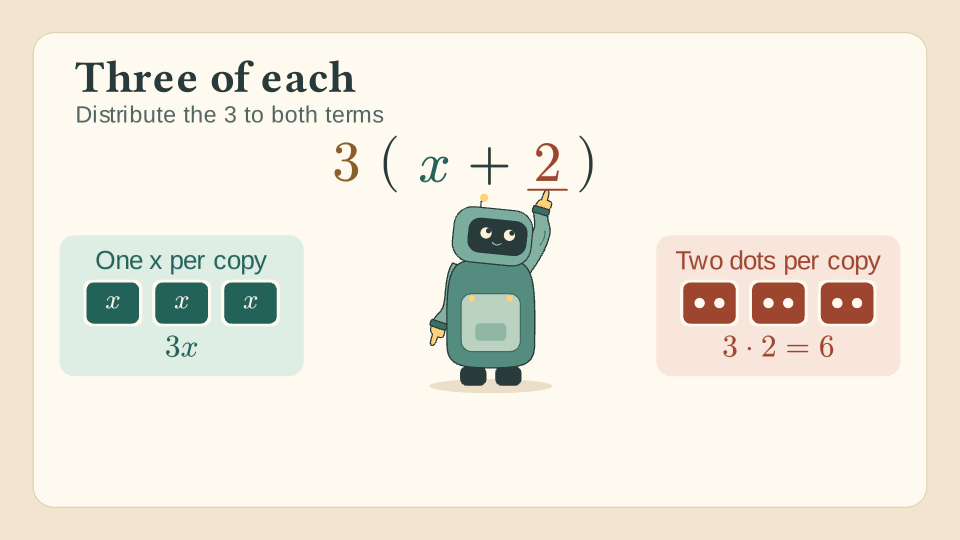 Three of each
Distribute the 3 to both terms
3 ( x + 2 )
One x per copy
x x x
3x
Two dots per copy
3 · 2 = 6